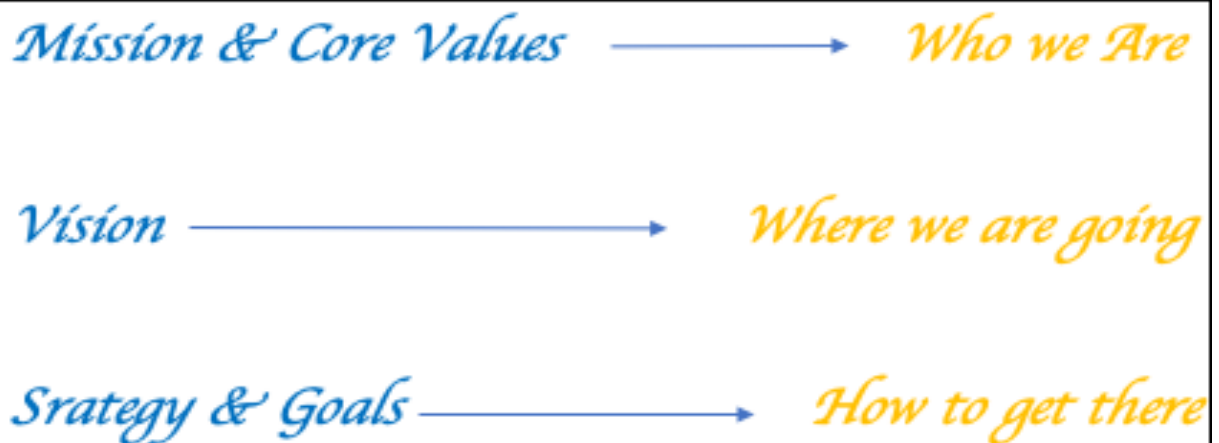 Mission & Core Values Who we Are
Vision Where we are going
Srategy & Goals How to get there